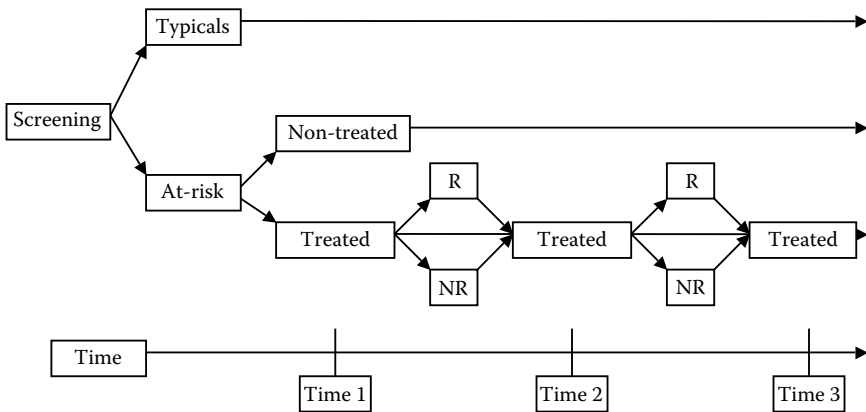 Typicals
Screening
Non-treated
At-risk
R
R
Treated
Treated
Treated
NR
NR
Time
Time 1
Time 2
Time 3